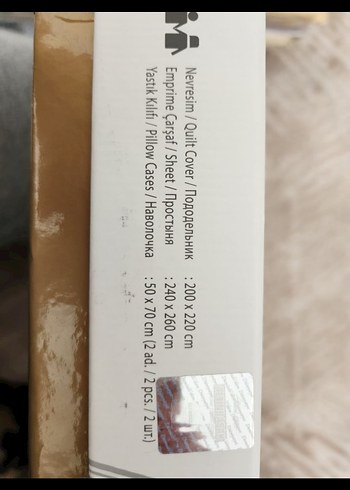 Nevresim / Quilt Cover / Пододельник : 200 x 220 cm
Emprime Çarşaf / Sheet / Простыня : 240 x 260 cm
Yastık Kılıfı / Pillow Cases / Наволочка : 50 x 70 cm (2 ad. / 2 pcs. / 2 шт.)